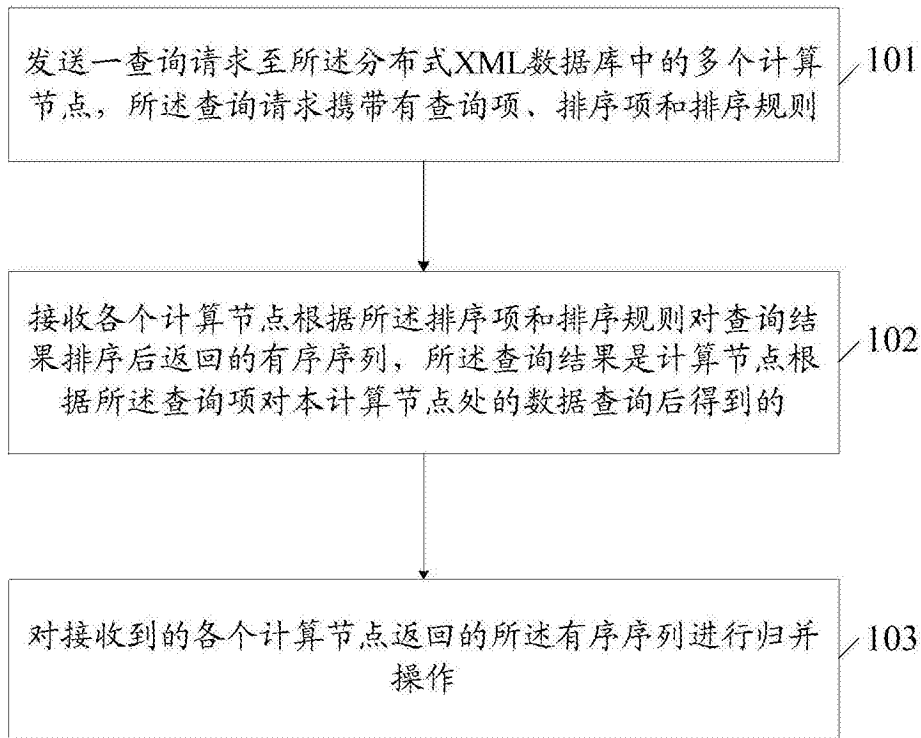 发送一查询请求至所述分布式XML数据库中的多个计算
节点，所述查询请求携带有查询项、排序项和排序规则
101
接收各个计算节点根据所述排序项和排序规则对查询结
果排序后返回的有序序列，所述查询结果是计算节点根
据所述查询项对本计算节点处的数据查询后得到的
102
对接收到的各个计算节点返回的所述有序序列进行归并
操作
103